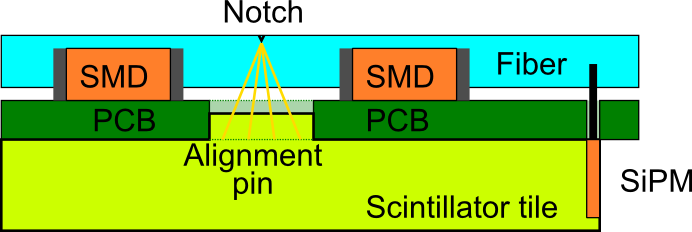 Notch
SMD
SMD
Fiber
PCB
PCB
Alignment
pin
SiPM
Scintillator tile